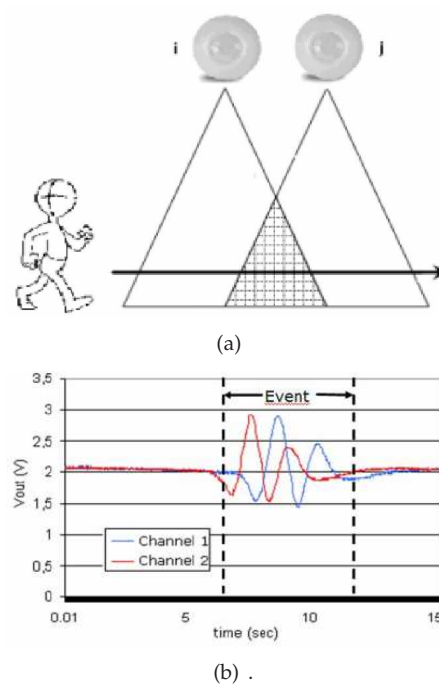 i
j
(a)
Event
3,5
3
2,5
2
1,5
1
0,5
0
Vout (V)
Channel 1
Channel 2
0.01
5
10
15
time (sec)
(b) .